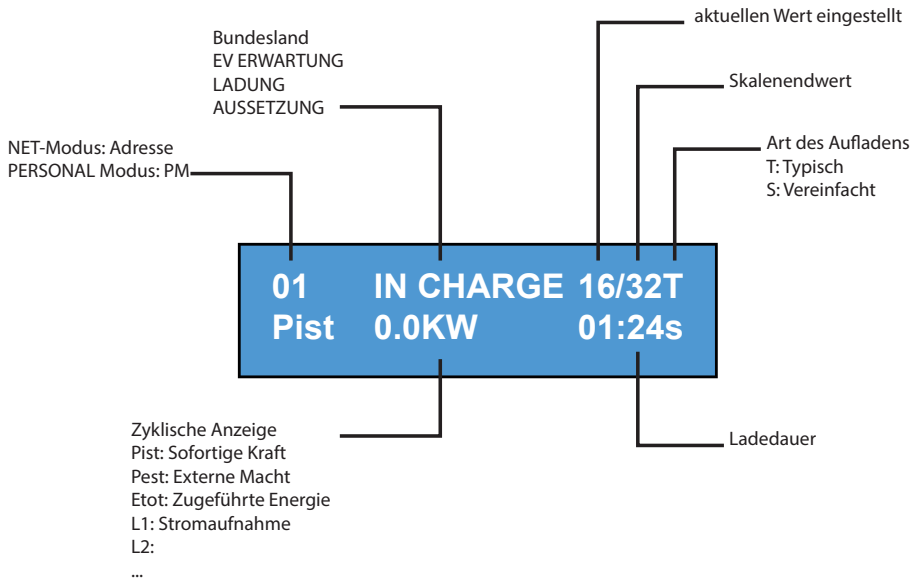 aktuellen Wert eingestellt
Bundesland
EV ERWARTUNG
LADUNG
AUSSETZUNG
Skalenendwert
NET-Modus: Adresse
PERSONAL Modus: PM
Art des Aufladens
T: Typisch
S: Vereinfacht
01 IN CHARGE 16/32T
Pist 0.0KW 01:24s
Zyklische Anzeige
Pist: Sofortige Kraft
Pest: Externe Macht
Etot: Zugeführte Energie
L1: Stromaufnahme
L2:
...
Ladedauer